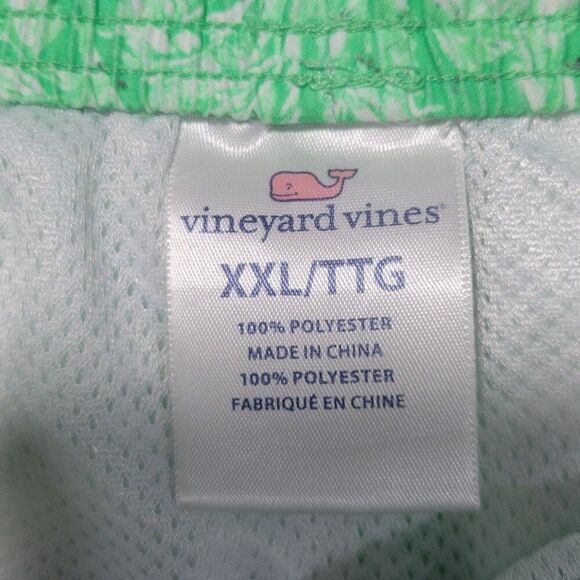 vineyard vines®
XXL/TTG
100% POLYESTER
MADE IN CHINA
100% POLYESTER
FABRIQUÉ EN CHINE